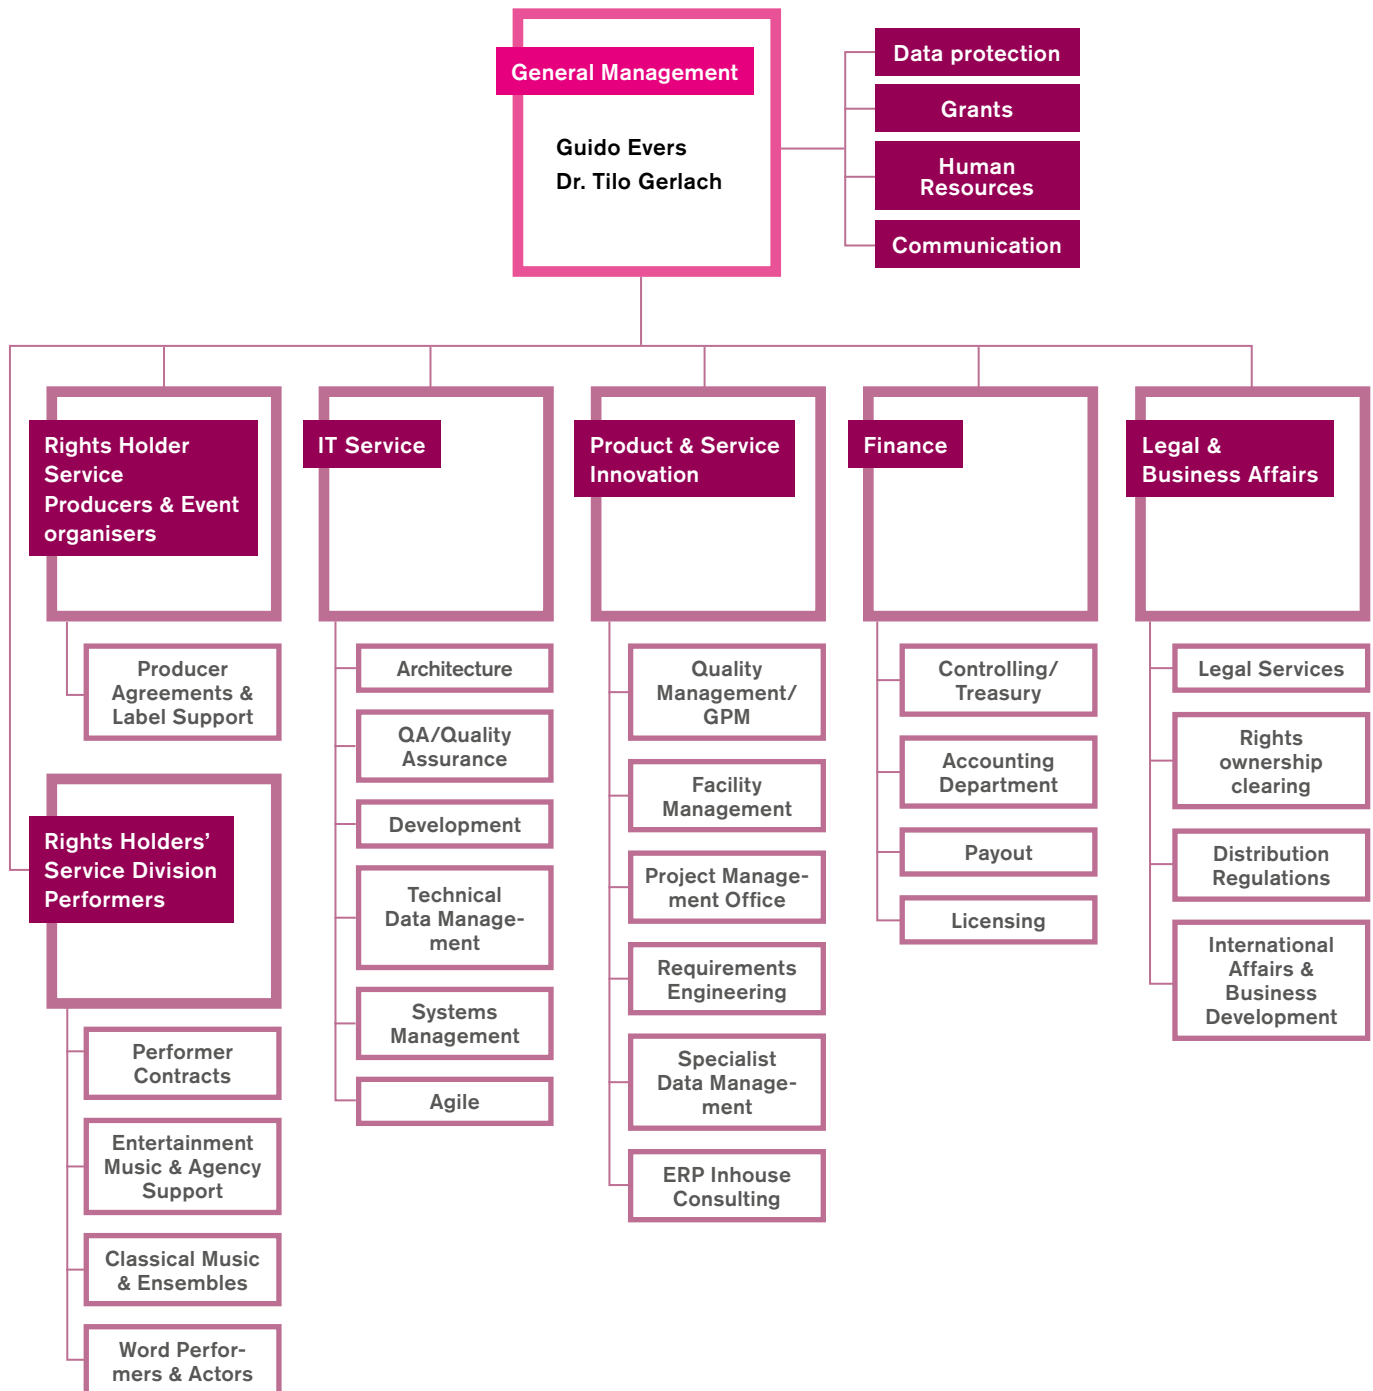 General Management
Guido Evers
Dr. Tilo Gerlach
Data protection
Grants
Human
Resources
Communication
Rights Holder
Service
Producers & Event
organisers
Producer
Agreements &
Label Support
Rights Holders’
Service Division
Performers
Performer
Contracts
Entertainment
Music & Agency
Support
Classical Music
& Ensembles
Word Perfor-
mers & Actors
IT Service
Architecture
QA/Quality
Assurance
Development
Technical
Data Manage-
ment
Systems
Management
Agile
Product & Service
Innovation
Quality
Management/
GPM
Facility
Management
Project Manage-
ment Office
Requirements
Engineering
Specialist
Data Manage-
ment
ERP Inhouse
Consulting
Finance
Controlling/
Treasury
Accounting
Department
Payout
Licensing
Legal &
Business Affairs
Legal Services
Rights
ownership
clearing
Distribution
Regulations
International
Affairs &
Business
Development